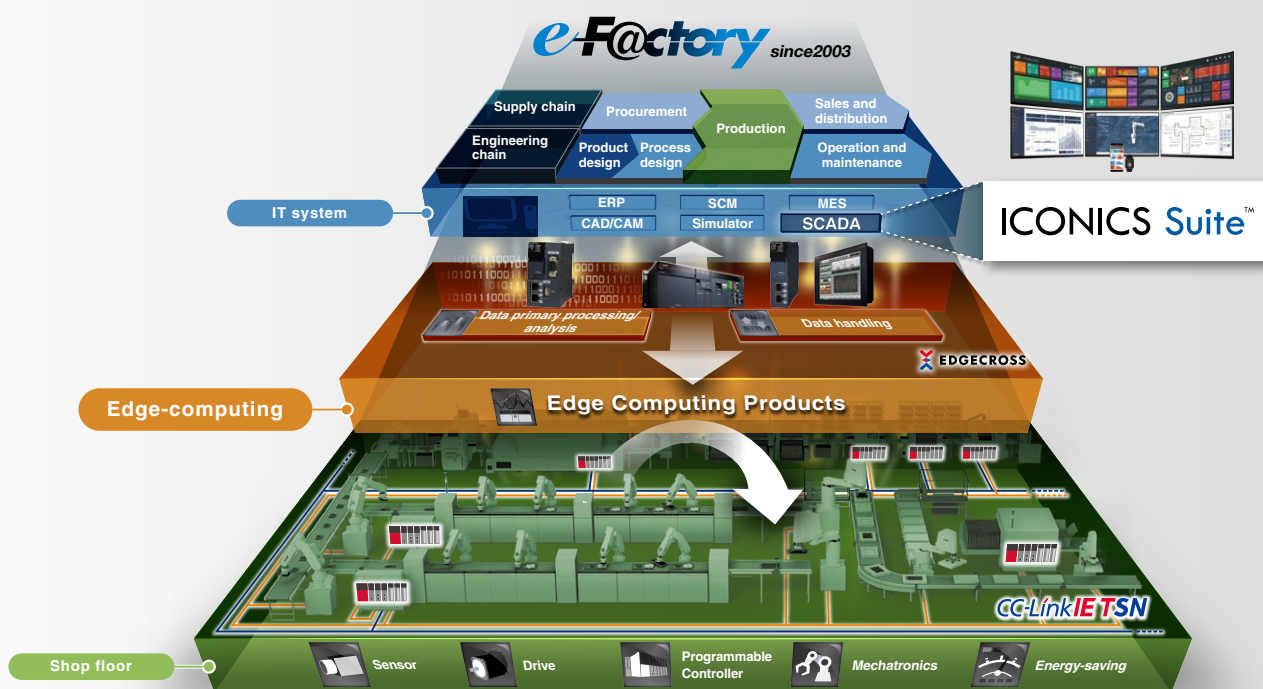 e-F@ctory since2003
Supply chain
Procurement
Production
Sales and
distribution
Engineering
chain
Product
design
Process
design
Operation and
maintenance
IT system
ERP
SCM
MES
CAD/CAM
Simulator
SCADA
ICONICS Suite™
Data primary processing/
analysis
Data handling
EDGECROSS
Edge-computing
Edge Computing Products
CC-Link IE TSN
Shop floor
Sensor
Drive
Programmable
Controller
Mechatronics
Energy-saving